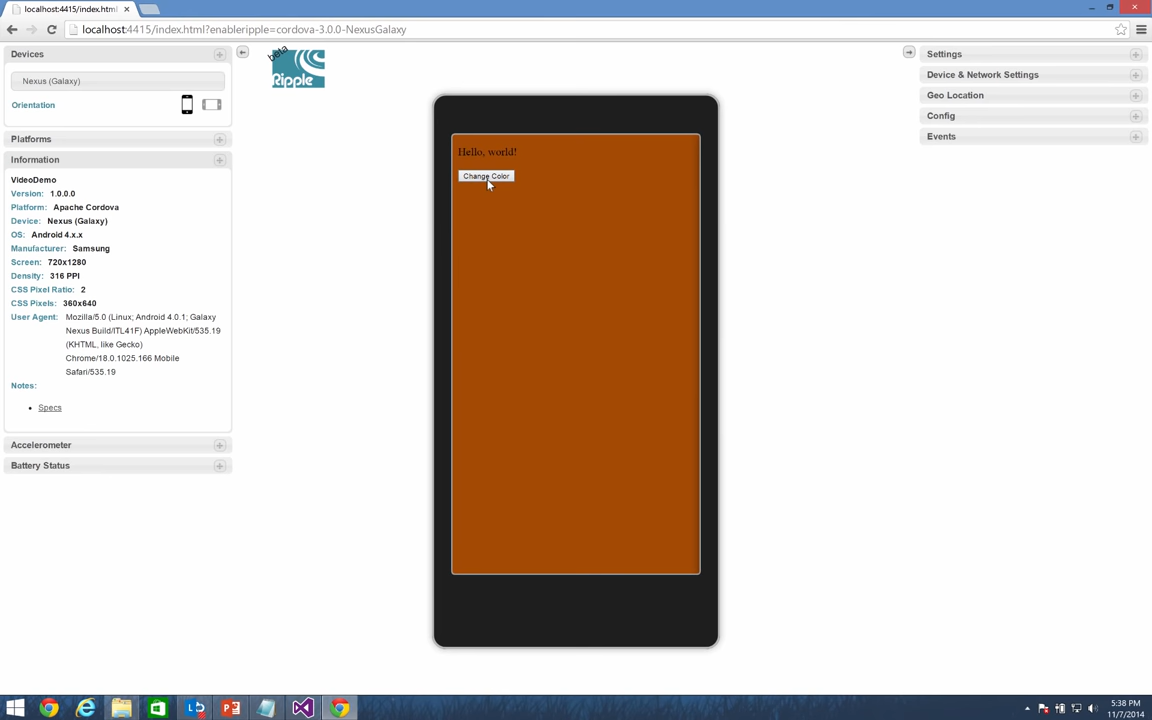 localhost:4415/index.html
localhost:4415/index.html?enableripple=cordova-3.0.0-NexusGalaxy
Devices
Nexus (Galaxy)
Orientation
Platforms
Information
VideoDemo
Version: 1.0.0.0
Platform: Apache Cordova
Device: Nexus (Galaxy)
OS: Android 4.x.x
Manufacturer: Samsung
Screen: 720x1280
Density: 316 PPI
CSS Pixel Ratio: 2
CSS Pixels: 360x640
User Agent: Mozilla/5.0 (Linux; Android 4.0.1; Galaxy
Nexus Build/ITL41F) AppleWebKit/535.19
(KHTML, like Gecko)
Chrome/18.0.1025.166 Mobile
Safari/535.19
Notes:
Specs
Accelerometer
Battery Status
beta
Ripple
Hello, world!
Change Color
Settings
Device & Network Settings
Geo Location
Config
Events
5:38 PM
11/7/2014